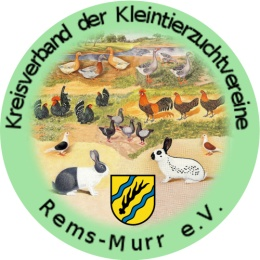 Kreisverband der Kleintierzuchtvereine
Rems-Murr e.V.